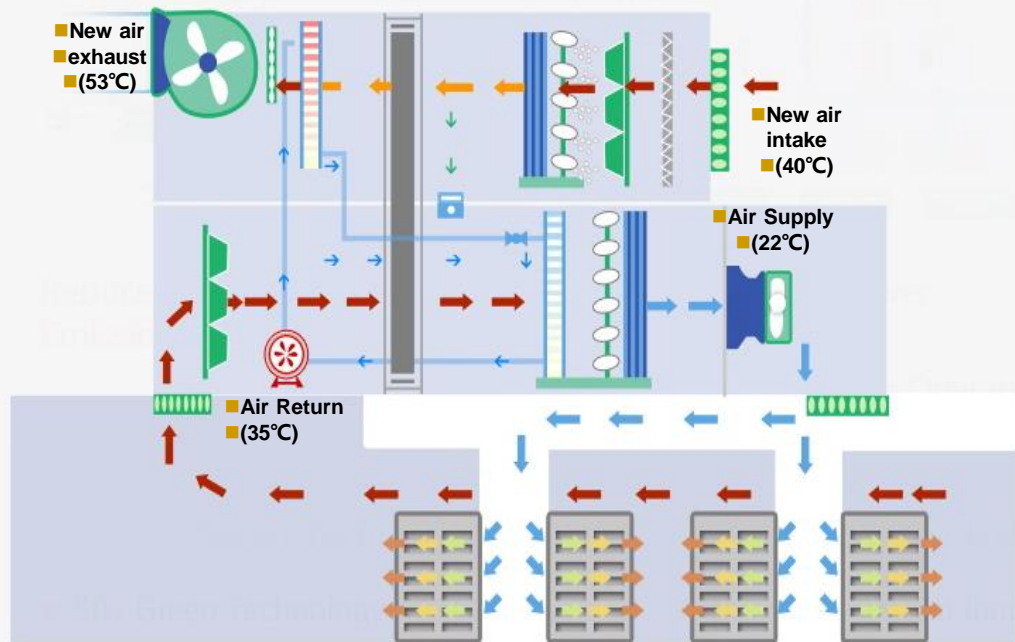 New air
exhaust
(53℃)
New air
intake
(40℃)
Air Supply
(22℃)
Air Return
(35℃)